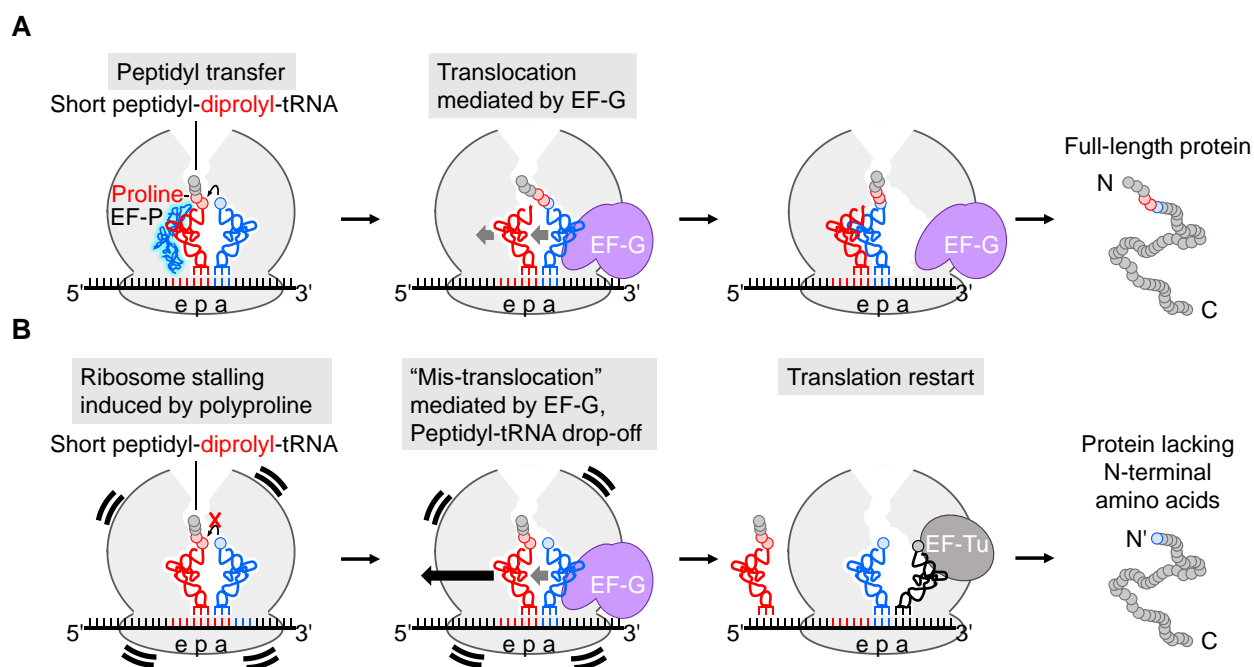 A
Peptidyl transfer
Short peptidyl-diprolyl-tRNA
Proline
EF-P
5'
e p a
3'
Translocation
mediated by EF-G
EF-G
5'
e p a
3'
EF-G
5'
e p a
3'
Full-length protein
N
C
B
Ribosome stalling
induced by polyproline
Short peptidyl-diprolyl-tRNA
X
5'
e p a
3'
“Mis-translocation”
mediated by EF-G,
Peptidyl-tRNA drop-off
EF-G
5'
e p a
3'
Translation restart
EF-Tu
5'
e p a
3'
Protein lacking
N-terminal
amino acids
N'
C